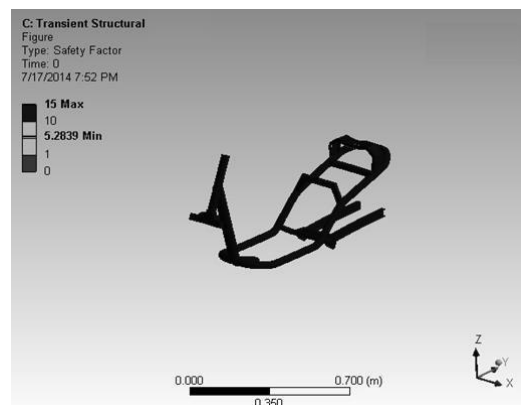 C: Transient Structural
Figure
Type: Safety Factor
Time: 0
7/17/2014 7:52 PM
15 Max
10
5.2839 Min
1
0
Z
Y
X
0.000 0.700 (m)
0.350